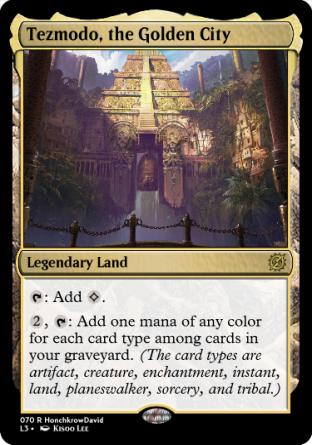 Tezmodo, the Golden City
Legendary Land
: Add .
2, : Add one mana of any color
for each card type among cards in
your graveyard. (The card types are
artifact, creature, enchantment, instant,
land, planeswalker, sorcery, and tribal.)
070 R HonchkrowDavid
L3 • Kisoo Lee